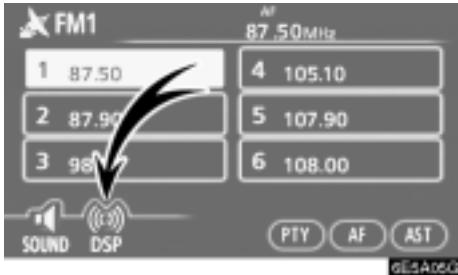 FM1
AF
87.50MHz
1 87.50
4 105.10
2 87.90
5 107.90
3 98
6 108.00
SOUND DSP
PTY AF AST